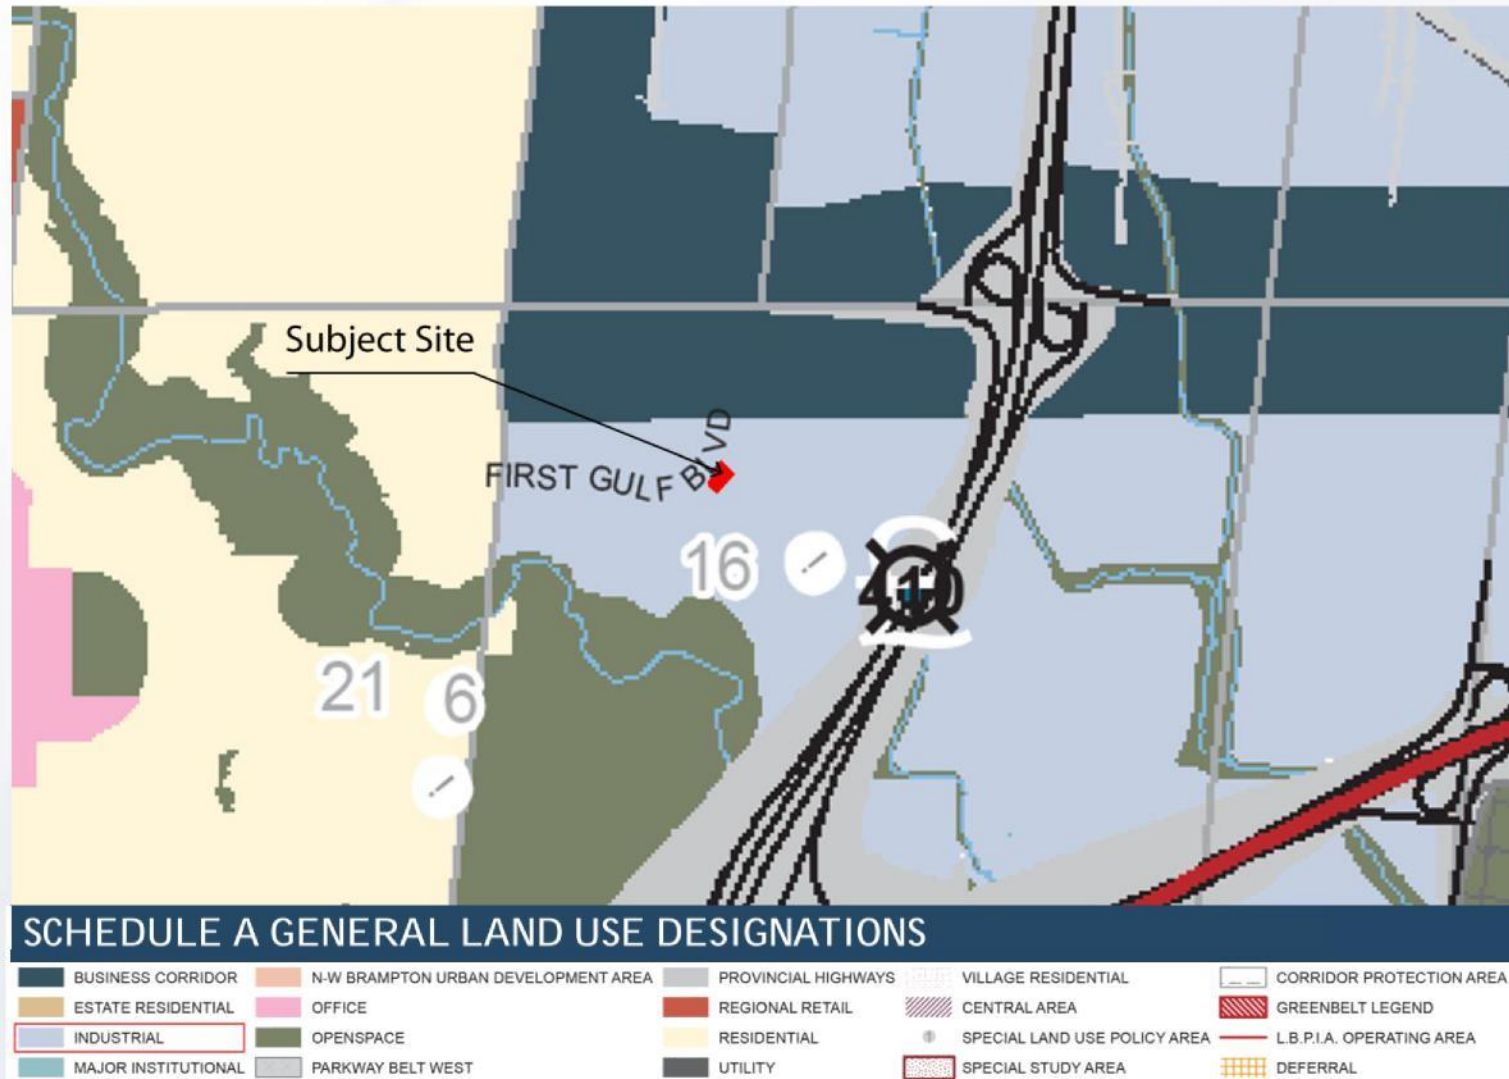 Subject Site
FIRST GULF BLVD
16
410
21
6
SCHEDULE A GENERAL LAND USE DESIGNATIONS
BUSINESS CORRIDOR
ESTATE RESIDENTIAL
INDUSTRIAL
MAJOR INSTITUTIONAL
N-W BRAMPTON URBAN DEVELOPMENT AREA
OFFICE
OPENSPACE
PARKWAY BELT WEST
PROVINCIAL HIGHWAYS
REGIONAL RETAIL
RESIDENTIAL
UTILITY
VILLAGE RESIDENTIAL
CENTRAL AREA
SPECIAL LAND USE POLICY AREA
SPECIAL STUDY AREA
CORRIDOR PROTECTION AREA
GREENBELT LEGEND
L.B.P.I.A. OPERATING AREA
DEFERRAL